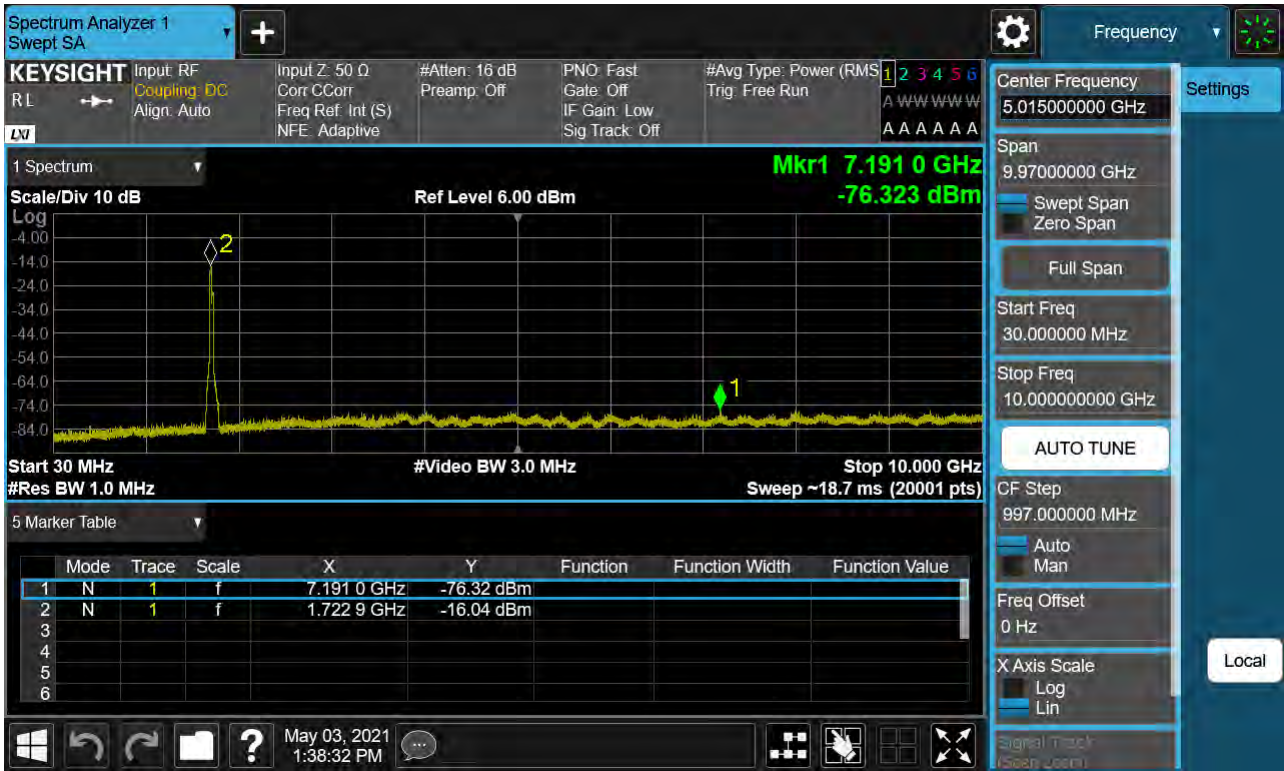 Spectrum Analyzer 1
Swept SA
Frequency
KEYSIGHT
RL
LXI
Input: RF
Coupling: DC
Align: Auto
Input Z: 50 Ω
Corr CCorr
Freq Ref: Int (S)
NFE: Adaptive
#Atten: 16 dB
Preamp: Off
PNO: Fast
Gate: Off
IF Gain: Low
Sig Track: Off
#Avg Type: Power (RMS
Trig: Free Run
1 2 3 4 5 6
A W W W W W
A A A A A A
1 Spectrum
Mkr1 7.191 0 GHz
-76.323 dBm
Scale/Div 10 dB
Ref Level 6.00 dBm
Log
-4.00
-14.0
-24.0
-34.0
-44.0
-54.0
-64.0
-74.0
-84.0
2
1
Start 30 MHz
#Video BW 3.0 MHz
Stop 10.000 GHz
#Res BW 1.0 MHz
Sweep ~18.7 ms (20001 pts)
5 Marker Table
Mode Trace Scale X Y Function Function Width Function Value
1 N 1 f 7.191 0 GHz -76.32 dBm
2 N 1 f 1.722 9 GHz -16.04 dBm
3
4
5
6
May 03, 2021
1:38:32 PM
Center Frequency
5.015000000 GHz
Span
9.97000000 GHz
Swept Span
Zero Span
Full Span
Start Freq
30.000000 MHz
Stop Freq
10.000000000 GHz
AUTO TUNE
CF Step
997.000000 MHz
Auto
Man
Freq Offset
0 Hz
X Axis Scale
Log
Lin
Signal Track
(Span Zoom)
Settings
Local